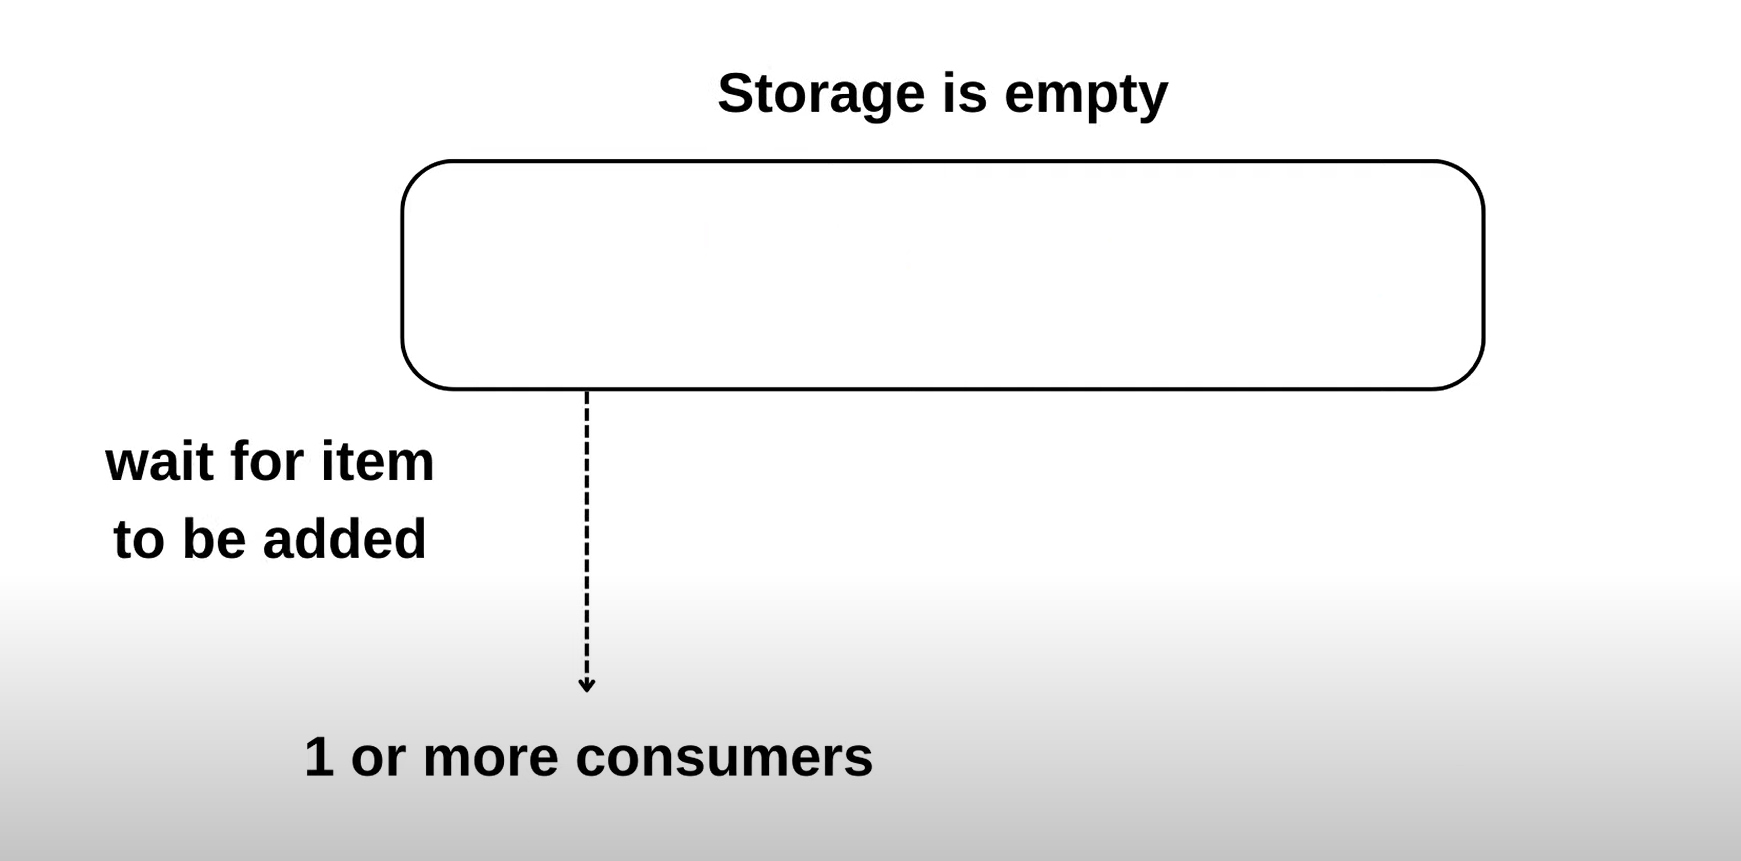 Storage is empty
wait for item
to be added
1 or more consumers